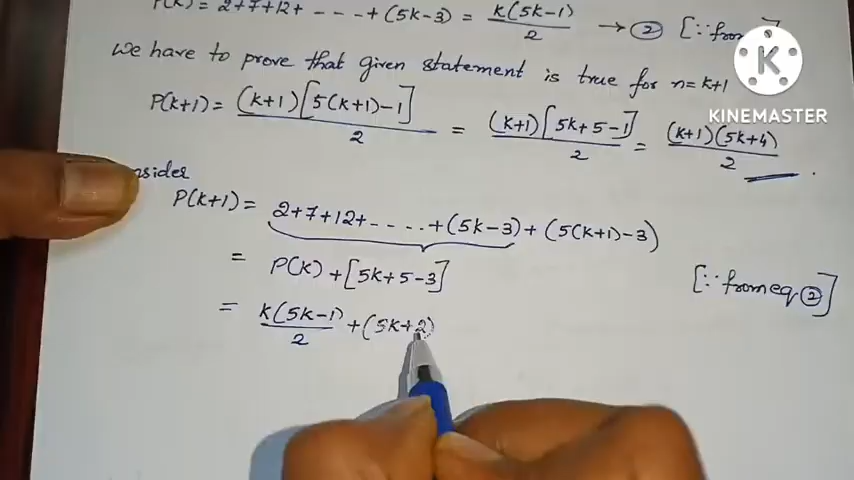 P(k) = 2+7+12+ - - - - + (5k-3) = k(5k-1)/2 → ② [∵ from
we have to prove that given statement is true for n=k+1
P(k+1) = (k+1)[5(k+1)-1]/2 = (k+1)[5k+5-1]/2 = (k+1)(5k+4)/2 .
P(k+1) = 2+7+12+ - - - - + (5k-3) + (5(k+1)-3)
= P(k) + [5k+5-3]
= k(5k-1)/2 + (5k+2) [∵ from eq ②]
KINEMASTER